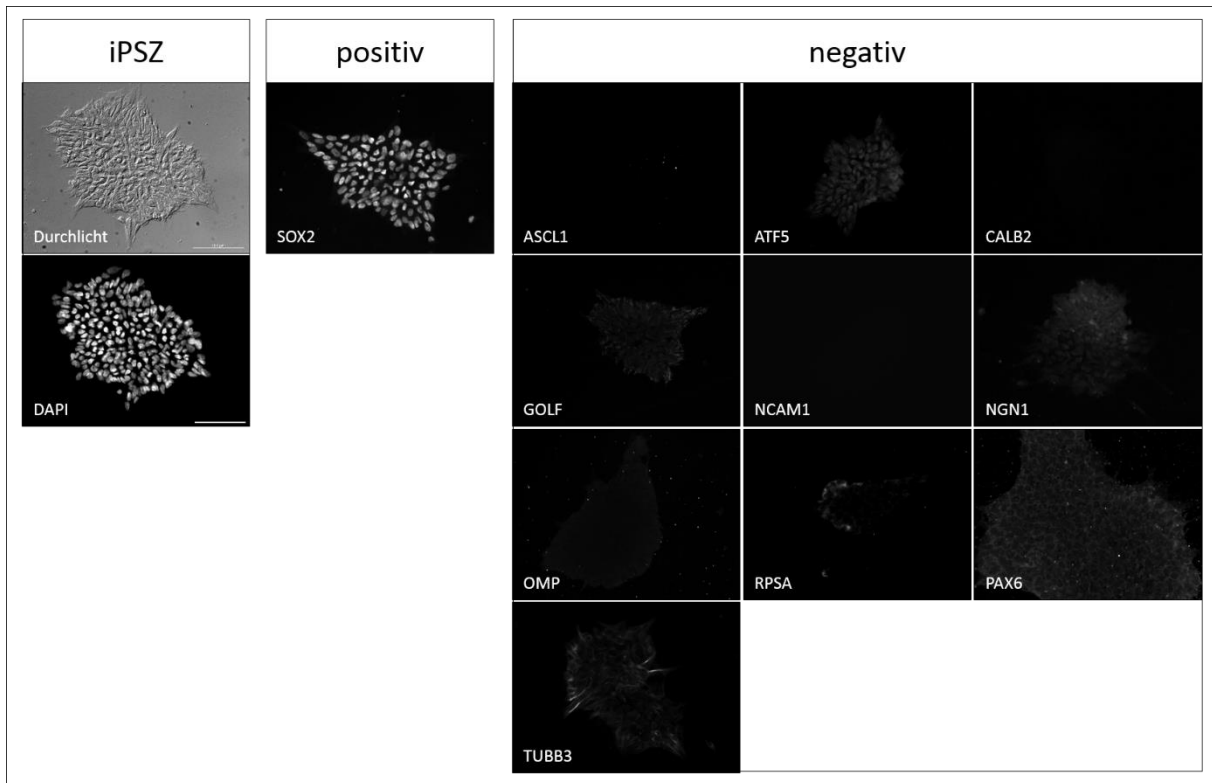 iPSZ
positiv
negativ
Durchlicht
SOX2
ASCL1
ATF5
CALB2
DAPI
GOLF
NCAM1
NGN1
OMP
RPSA
PAX6
TUBB3